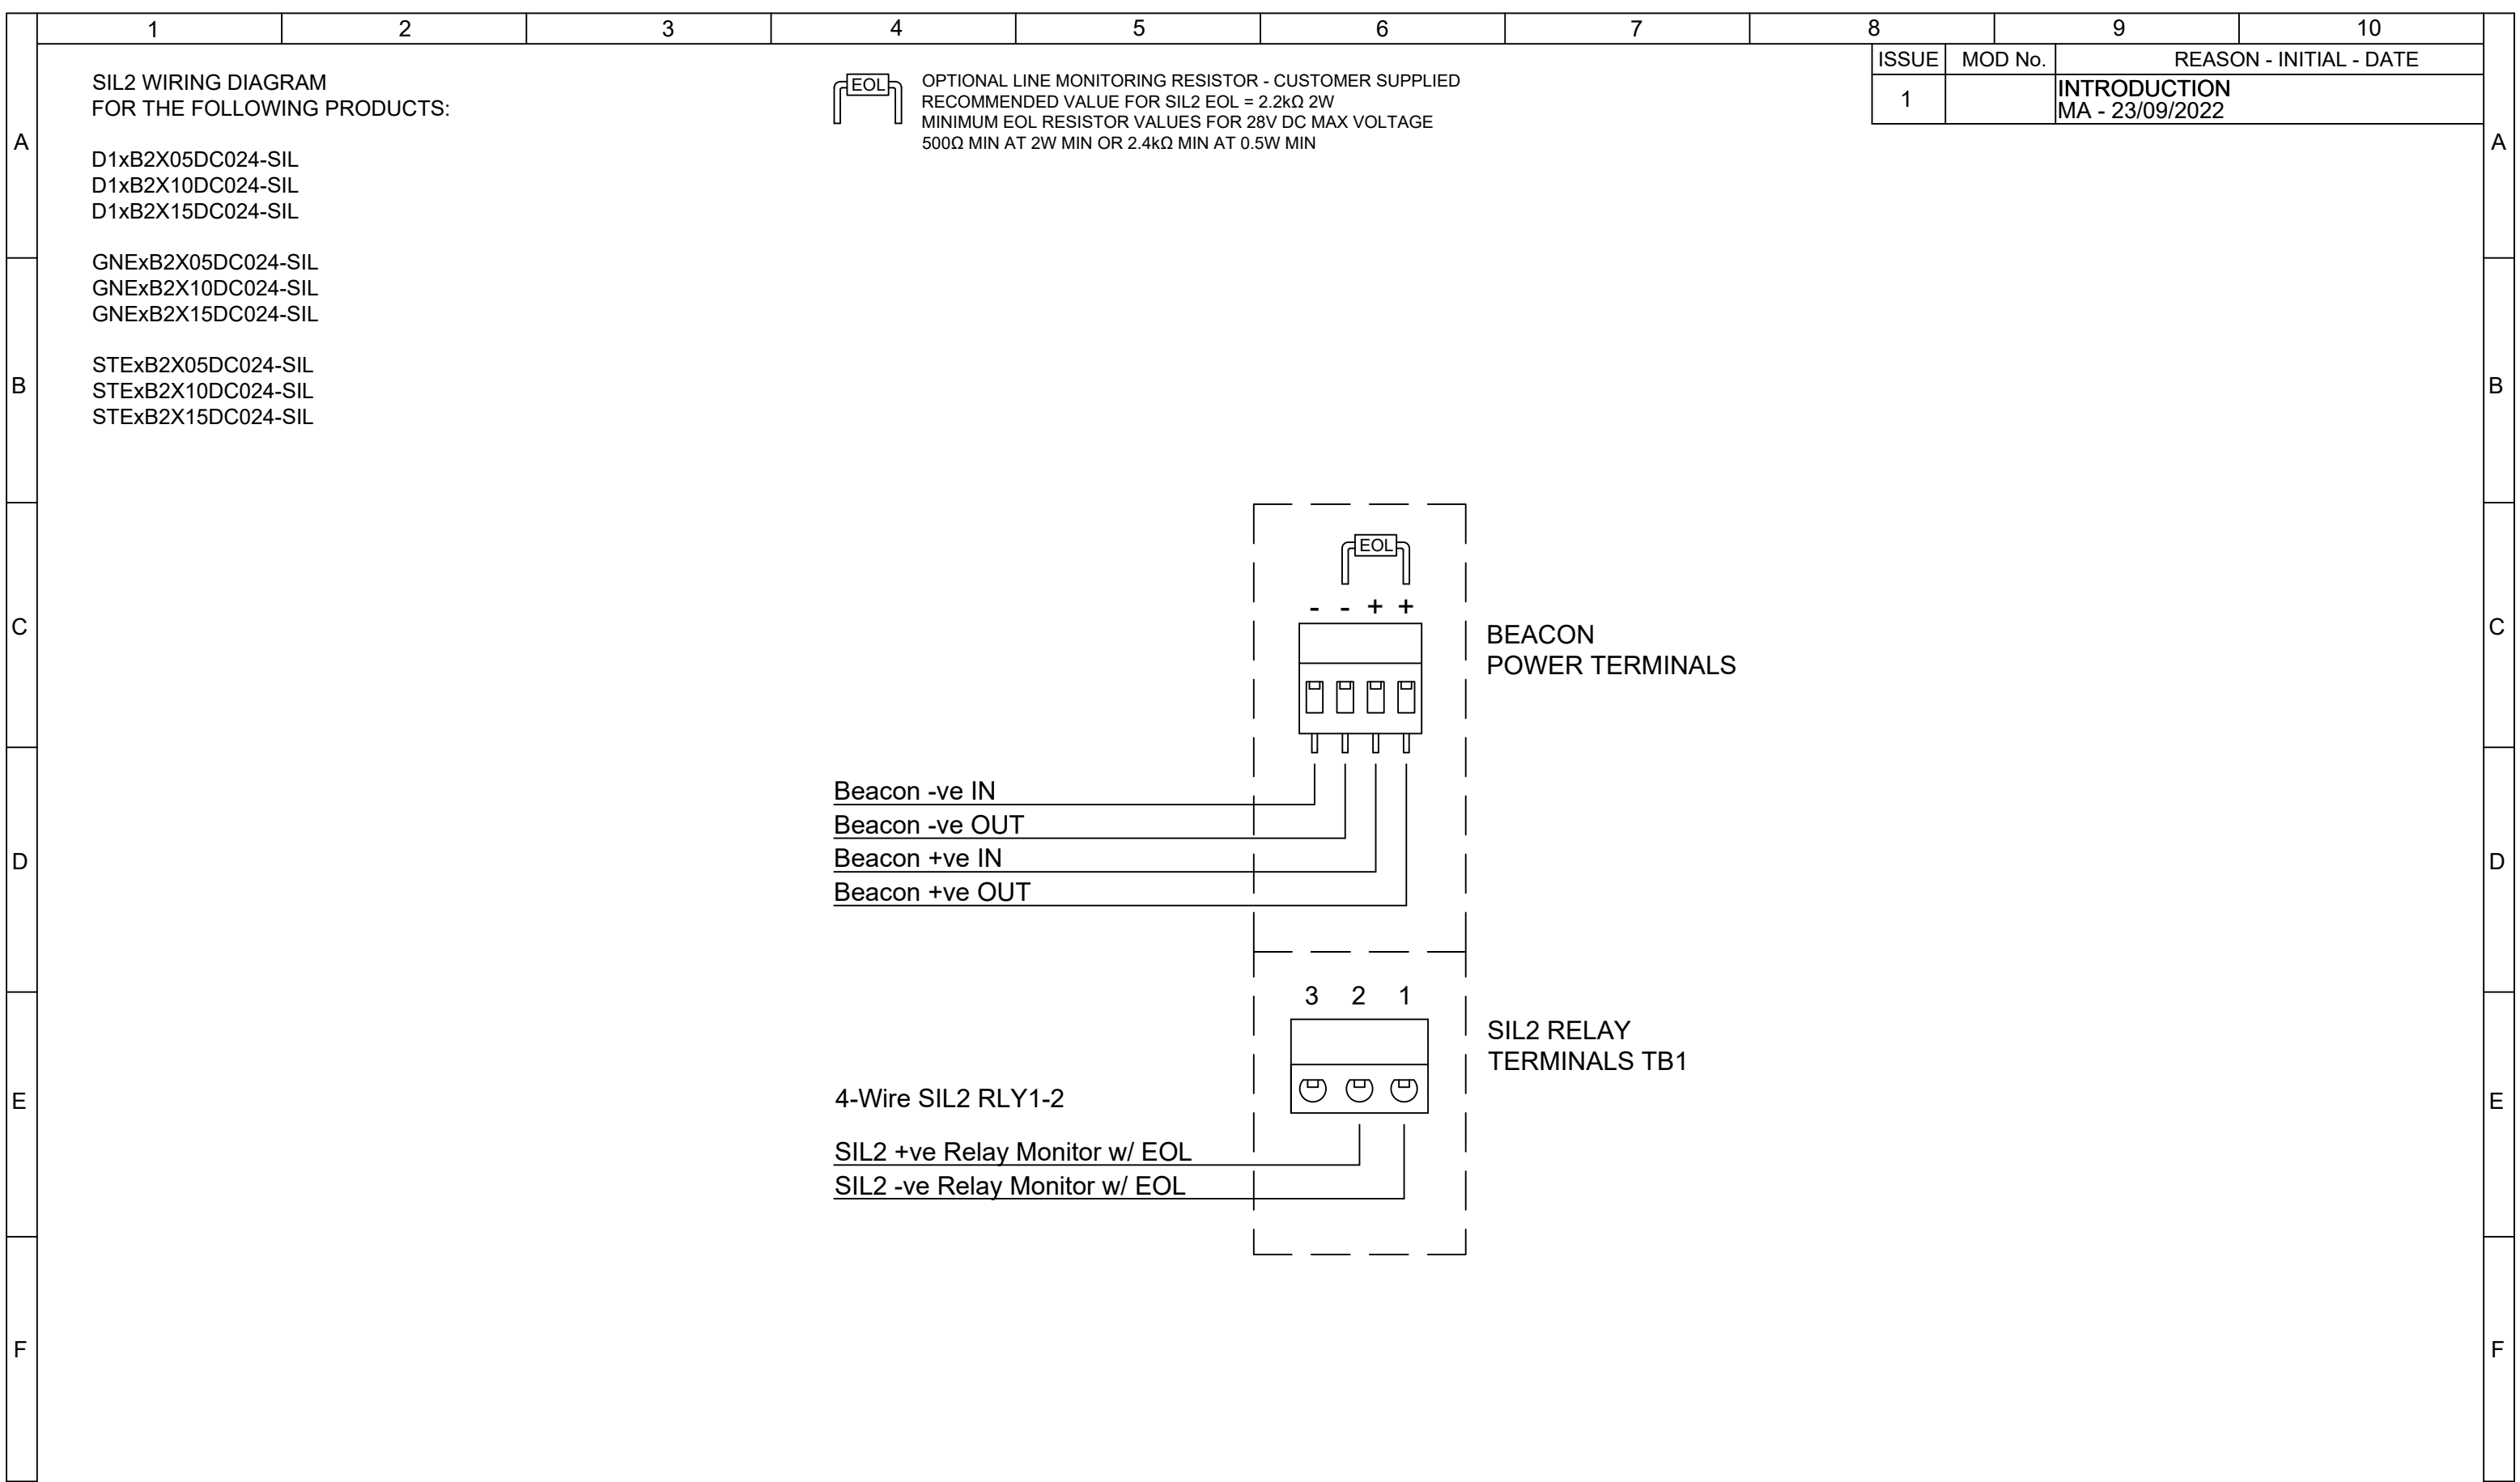 1 2 3 4 5 6 7 8 9 10
ISSUE MOD No. REASON - INITIAL - DATE
1 INTRODUCTION
MA - 23/09/2022
SIL2 WIRING DIAGRAM
FOR THE FOLLOWING PRODUCTS:
D1xB2X05DC024-SIL
D1xB2X10DC024-SIL
D1xB2X15DC024-SIL
GNExB2X05DC024-SIL
GNExB2X10DC024-SIL
GNExB2X15DC024-SIL
STExB2X05DC024-SIL
STExB2X10DC024-SIL
STExB2X15DC024-SIL
EOL
OPTIONAL LINE MONITORING RESISTOR - CUSTOMER SUPPLIED
RECOMMENDED VALUE FOR SIL2 EOL = 2.2kΩ 2W
MINIMUM EOL RESISTOR VALUES FOR 28V DC MAX VOLTAGE
500Ω MIN AT 2W MIN OR 2.4kΩ MIN AT 0.5W MIN
A A
B B
C C
D D
E E
F F
EOL
- - + +
BEACON
POWER TERMINALS
Beacon -ve IN
Beacon -ve OUT
Beacon +ve IN
Beacon +ve OUT
3 2 1
SIL2 RELAY
TERMINALS TB1
4-Wire SIL2 RLY1-2
SIL2 +ve Relay Monitor w/ EOL
SIL2 -ve Relay Monitor w/ EOL